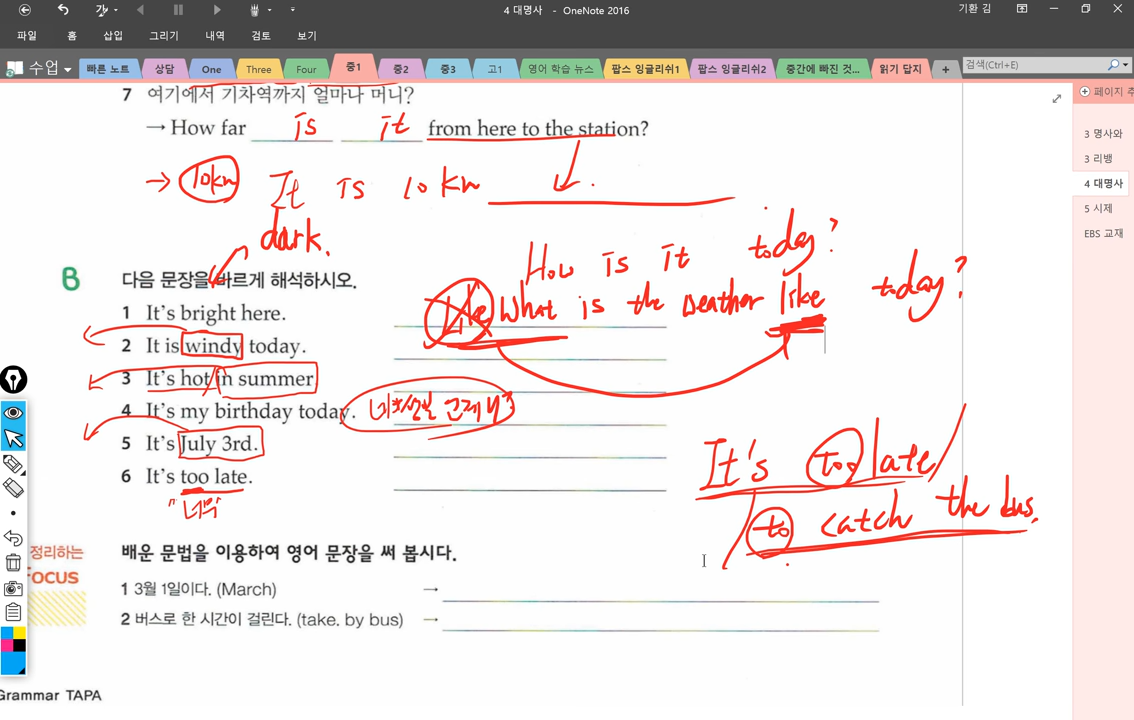 4 대명사 - OneNote 2016
기환 김
파일 홈 삽입 그리기 내역 검토 보기
수업 빠른 노트 상담 One Three Four 중1 중2 중3 고1 영어 학습 뉴스 팝스 잉글리쉬1 팝스 잉글리쉬2 중간에 빠진 것... 읽기 답지 + 검색(Ctrl+E)
페이지 추
3 명사와
3 리뱅
4 대명사
5 시제
EBS 교재
7 여기에서 기차역까지 얼마나 머니?
→ How far is it from here to the station?
→ 10km It is 10 km
dark.
How is it today?
B 다음 문장을 바르게 해석하시오.
Like What is the weather like today?
1 It's bright here.
2 It is windy today.
3 It's hot in summer.
4 It's my birthday today.
5 It's July 3rd.
6 It's too late.
"너무"
It's too late
to catch the bus.
정리하는
FOCUS
배운 문법을 이용하여 영어 문장을 써 봅시다.
1 3월 1일이다. (March) →
2 버스로 한 시간이 걸린다. (take. by bus) →
Grammar TAPA